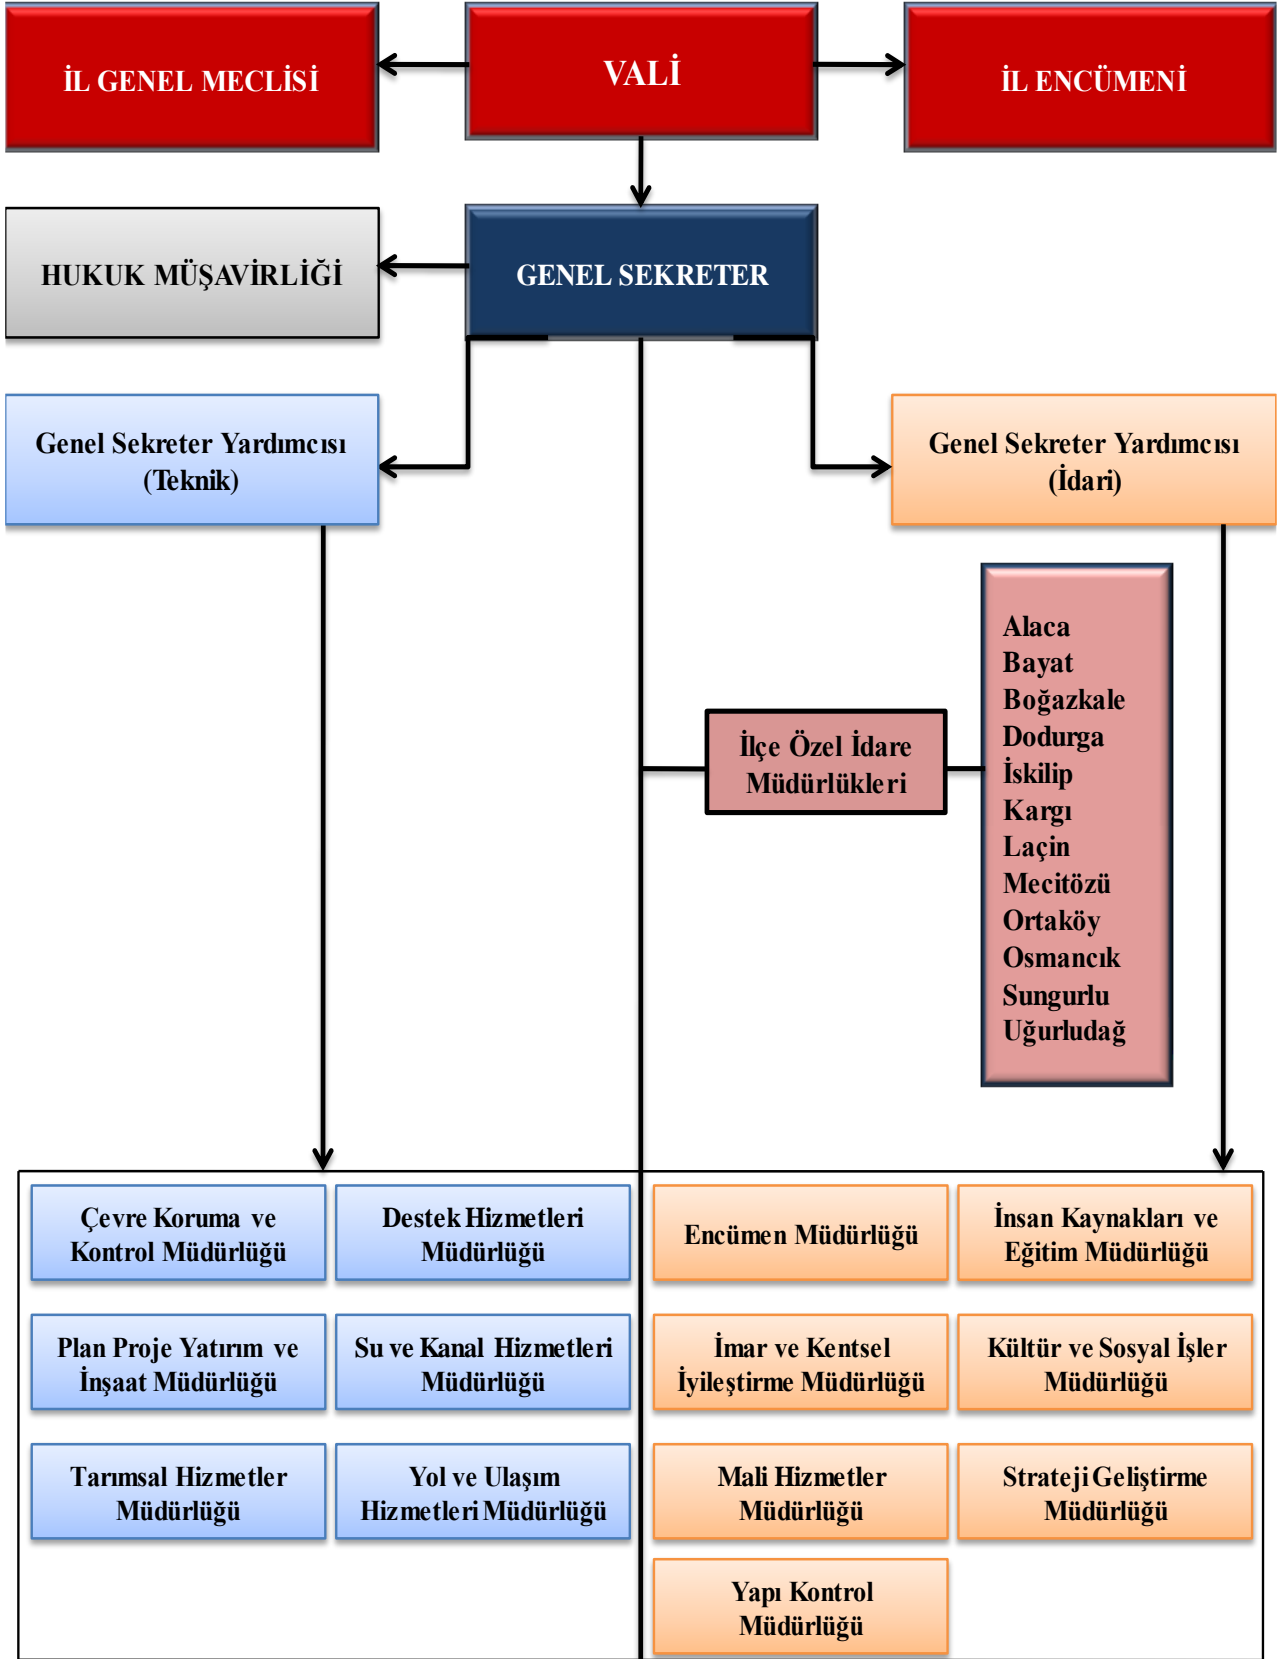 İL GENEL MECLİSİ
VALİ
İL ENCÜMENİ
HUKUK MÜŞAVİRLİĞİ
GENEL SEKRETER
Genel Sekreter Yardımcısı
(Teknik)
Genel Sekreter Yardımcısı
(İdari)
İlçe Özel İdare
Müdürlükleri
Alaca
Bayat
Boğazkale
Dodurga
İskilip
Kargı
Laçin
Mecitözü
Ortaköy
Osmancık
Sungurlu
Uğurludağ
Çevre Koruma ve
Kontrol Müdürlüğü
Destek Hizmetleri
Müdürlüğü
Encümen Müdürlüğü
İnsan Kaynakları ve
Eğitim Müdürlüğü
Plan Proje Yatırım ve
İnşaat Müdürlüğü
Su ve Kanal Hizmetleri
Müdürlüğü
İmar ve Kentsel
İyileştirme Müdürlüğü
Kültür ve Sosyal İşler
Müdürlüğü
Tarımsal Hizmetler
Müdürlüğü
Yol ve Ulaşım
Hizmetleri Müdürlüğü
Mali Hizmetler
Müdürlüğü
Strateji Geliştirme
Müdürlüğü
Yapı Kontrol
Müdürlüğü